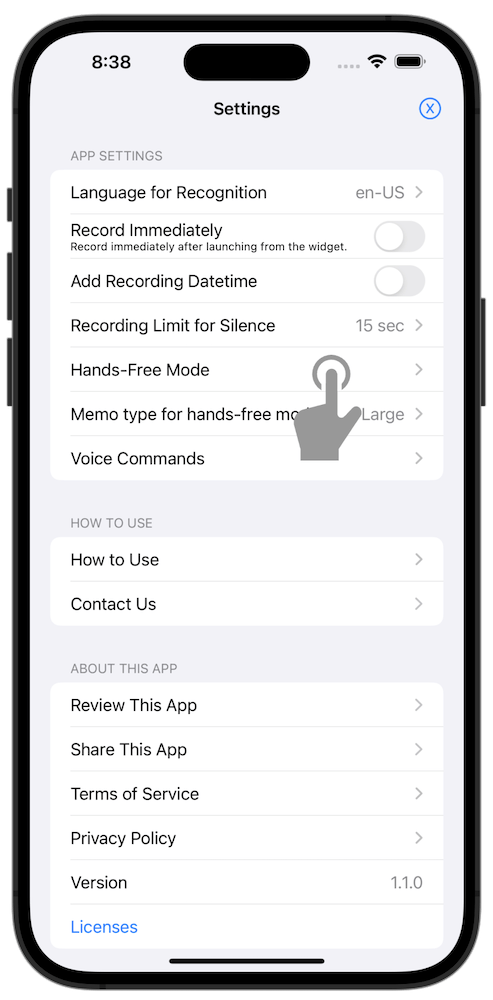 8:38
Settings
X
APP SETTINGS
Language for Recognition en-US
Record Immediately
Record immediately after launching from the widget.
Add Recording Datetime
Recording Limit for Silence 15 sec
Hands-Free Mode
Memo type for hands-free Large
Voice Commands
HOW TO USE
How to Use
Contact Us
ABOUT THIS APP
Review This App
Share This App
Terms of Service
Privacy Policy
Version 1.1.0
Licenses